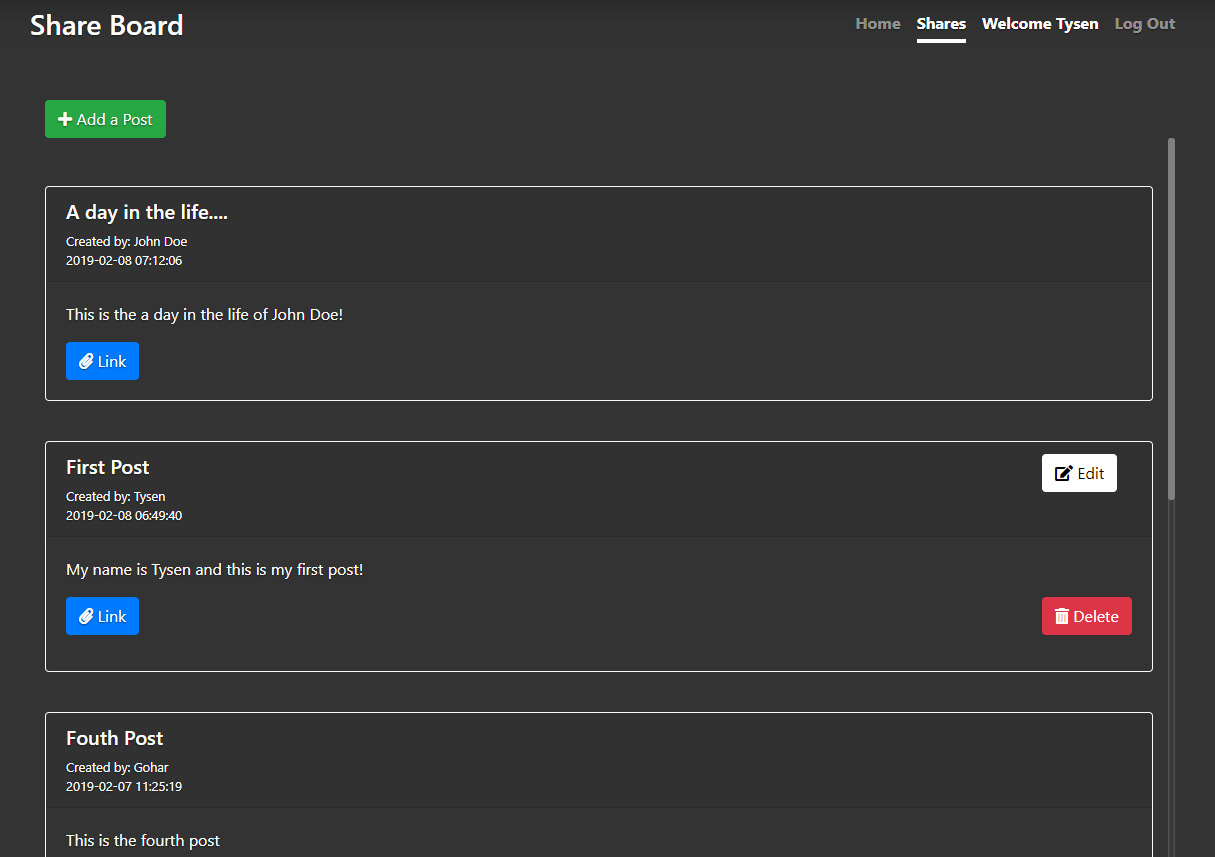 Share Board
Home Shares Welcome Tysen Log Out
Add a Post
A day in the life....
Created by: John Doe
2019-02-08 07:12:06
This is the a day in the life of John Doe!
Link
First Post
Edit
Created by: Tysen
2019-02-08 06:49:40
My name is Tysen and this is my first post!
Link
Delete
Fouth Post
Created by: Gohar
2019-02-07 11:25:19
This is the fourth post